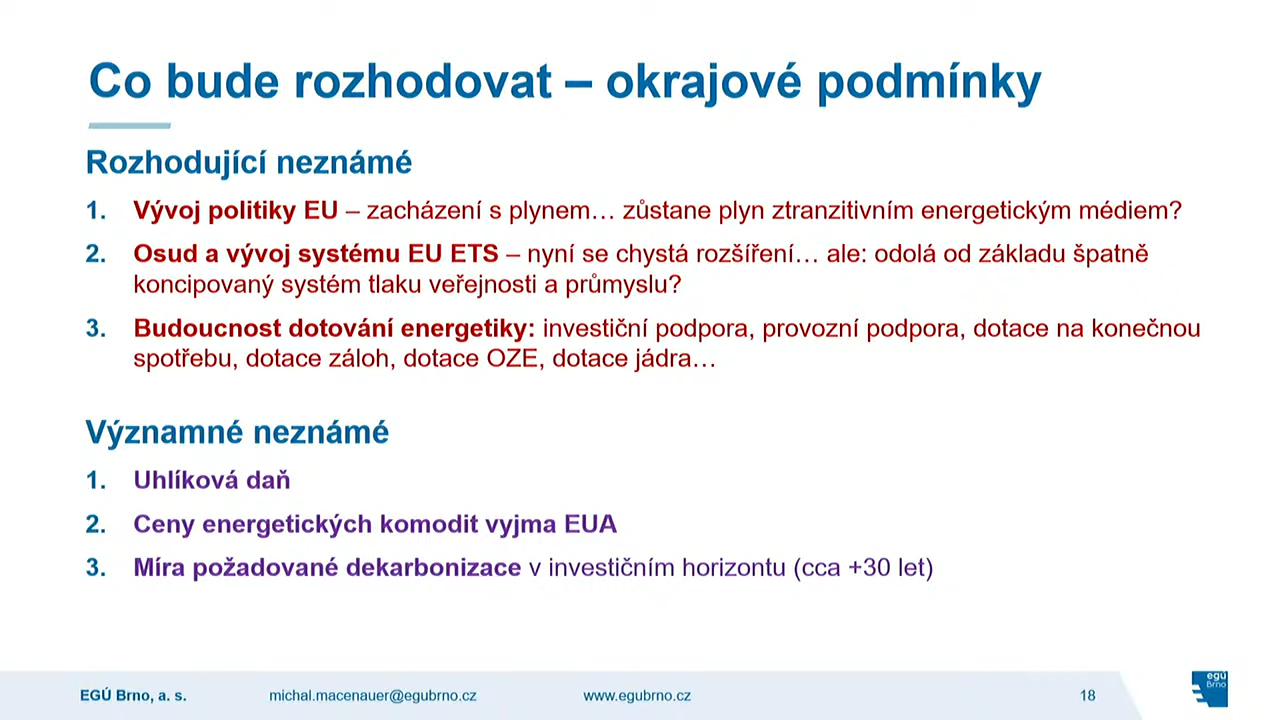 Co bude rozhodovat – okrajové podmínky
Rozhodující neznámé
1. Vývoj politiky EU – zacházení s plynem… zůstane plyn ztranzitivním energetickým médiem?
2. Osud a vývoj systému EU ETS – nyní se chystá rozšíření… ale: odolá od základu špatně
koncipovaný systém tlaku veřejnosti a průmyslu?
3. Budoucnost dotování energetiky: investiční podpora, provozní podpora, dotace na konečnou
spotřebu, dotace záloh, dotace OZE, dotace jádra…
Významné neznámé
1. Uhlíková daň
2. Ceny energetických komodit vyjma EUA
3. Míra požadované dekarbonizace v investičním horizontu (cca +30 let)
EGÚ Brno, a. s. michal.macenauer@egubrno.cz www.egubrno.cz 18
egú
Brno